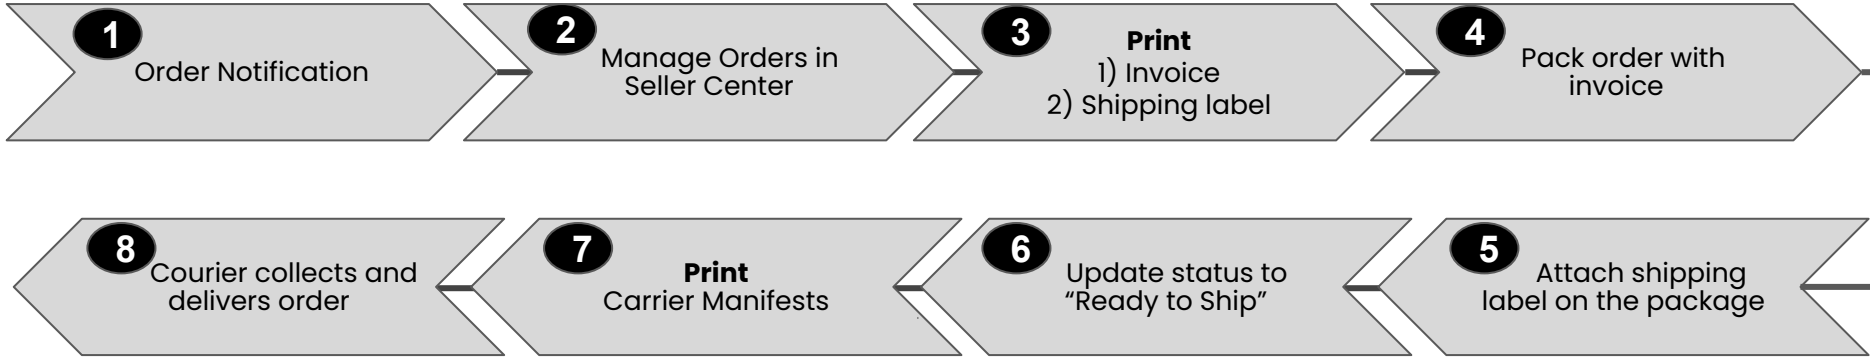 1
Order Notification
2
Manage Orders in
Seller Center
3
Print
1) Invoice
2) Shipping label
4
Pack order with
invoice
5
Attach shipping
label on the package
6
Update status to
“Ready to Ship”
7
Print
Carrier Manifests
8
Courier collects and
delivers order